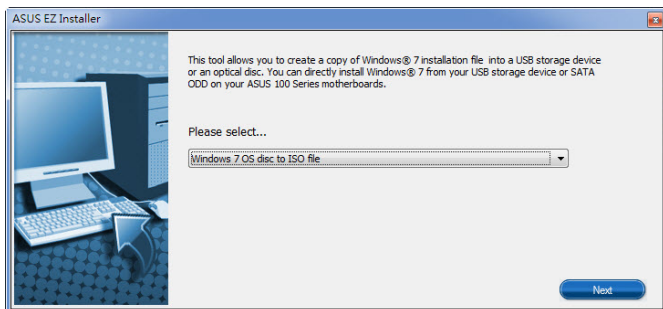 ASUS EZ Installer
This tool allows you to create a copy of Windows® 7 installation file into a USB storage device
or an optical disc. You can directly install Windows® 7 from your USB storage device or SATA
ODD on your ASUS 100 Series motherboards.
Please select...
Windows 7 OS disc to ISO file
Next